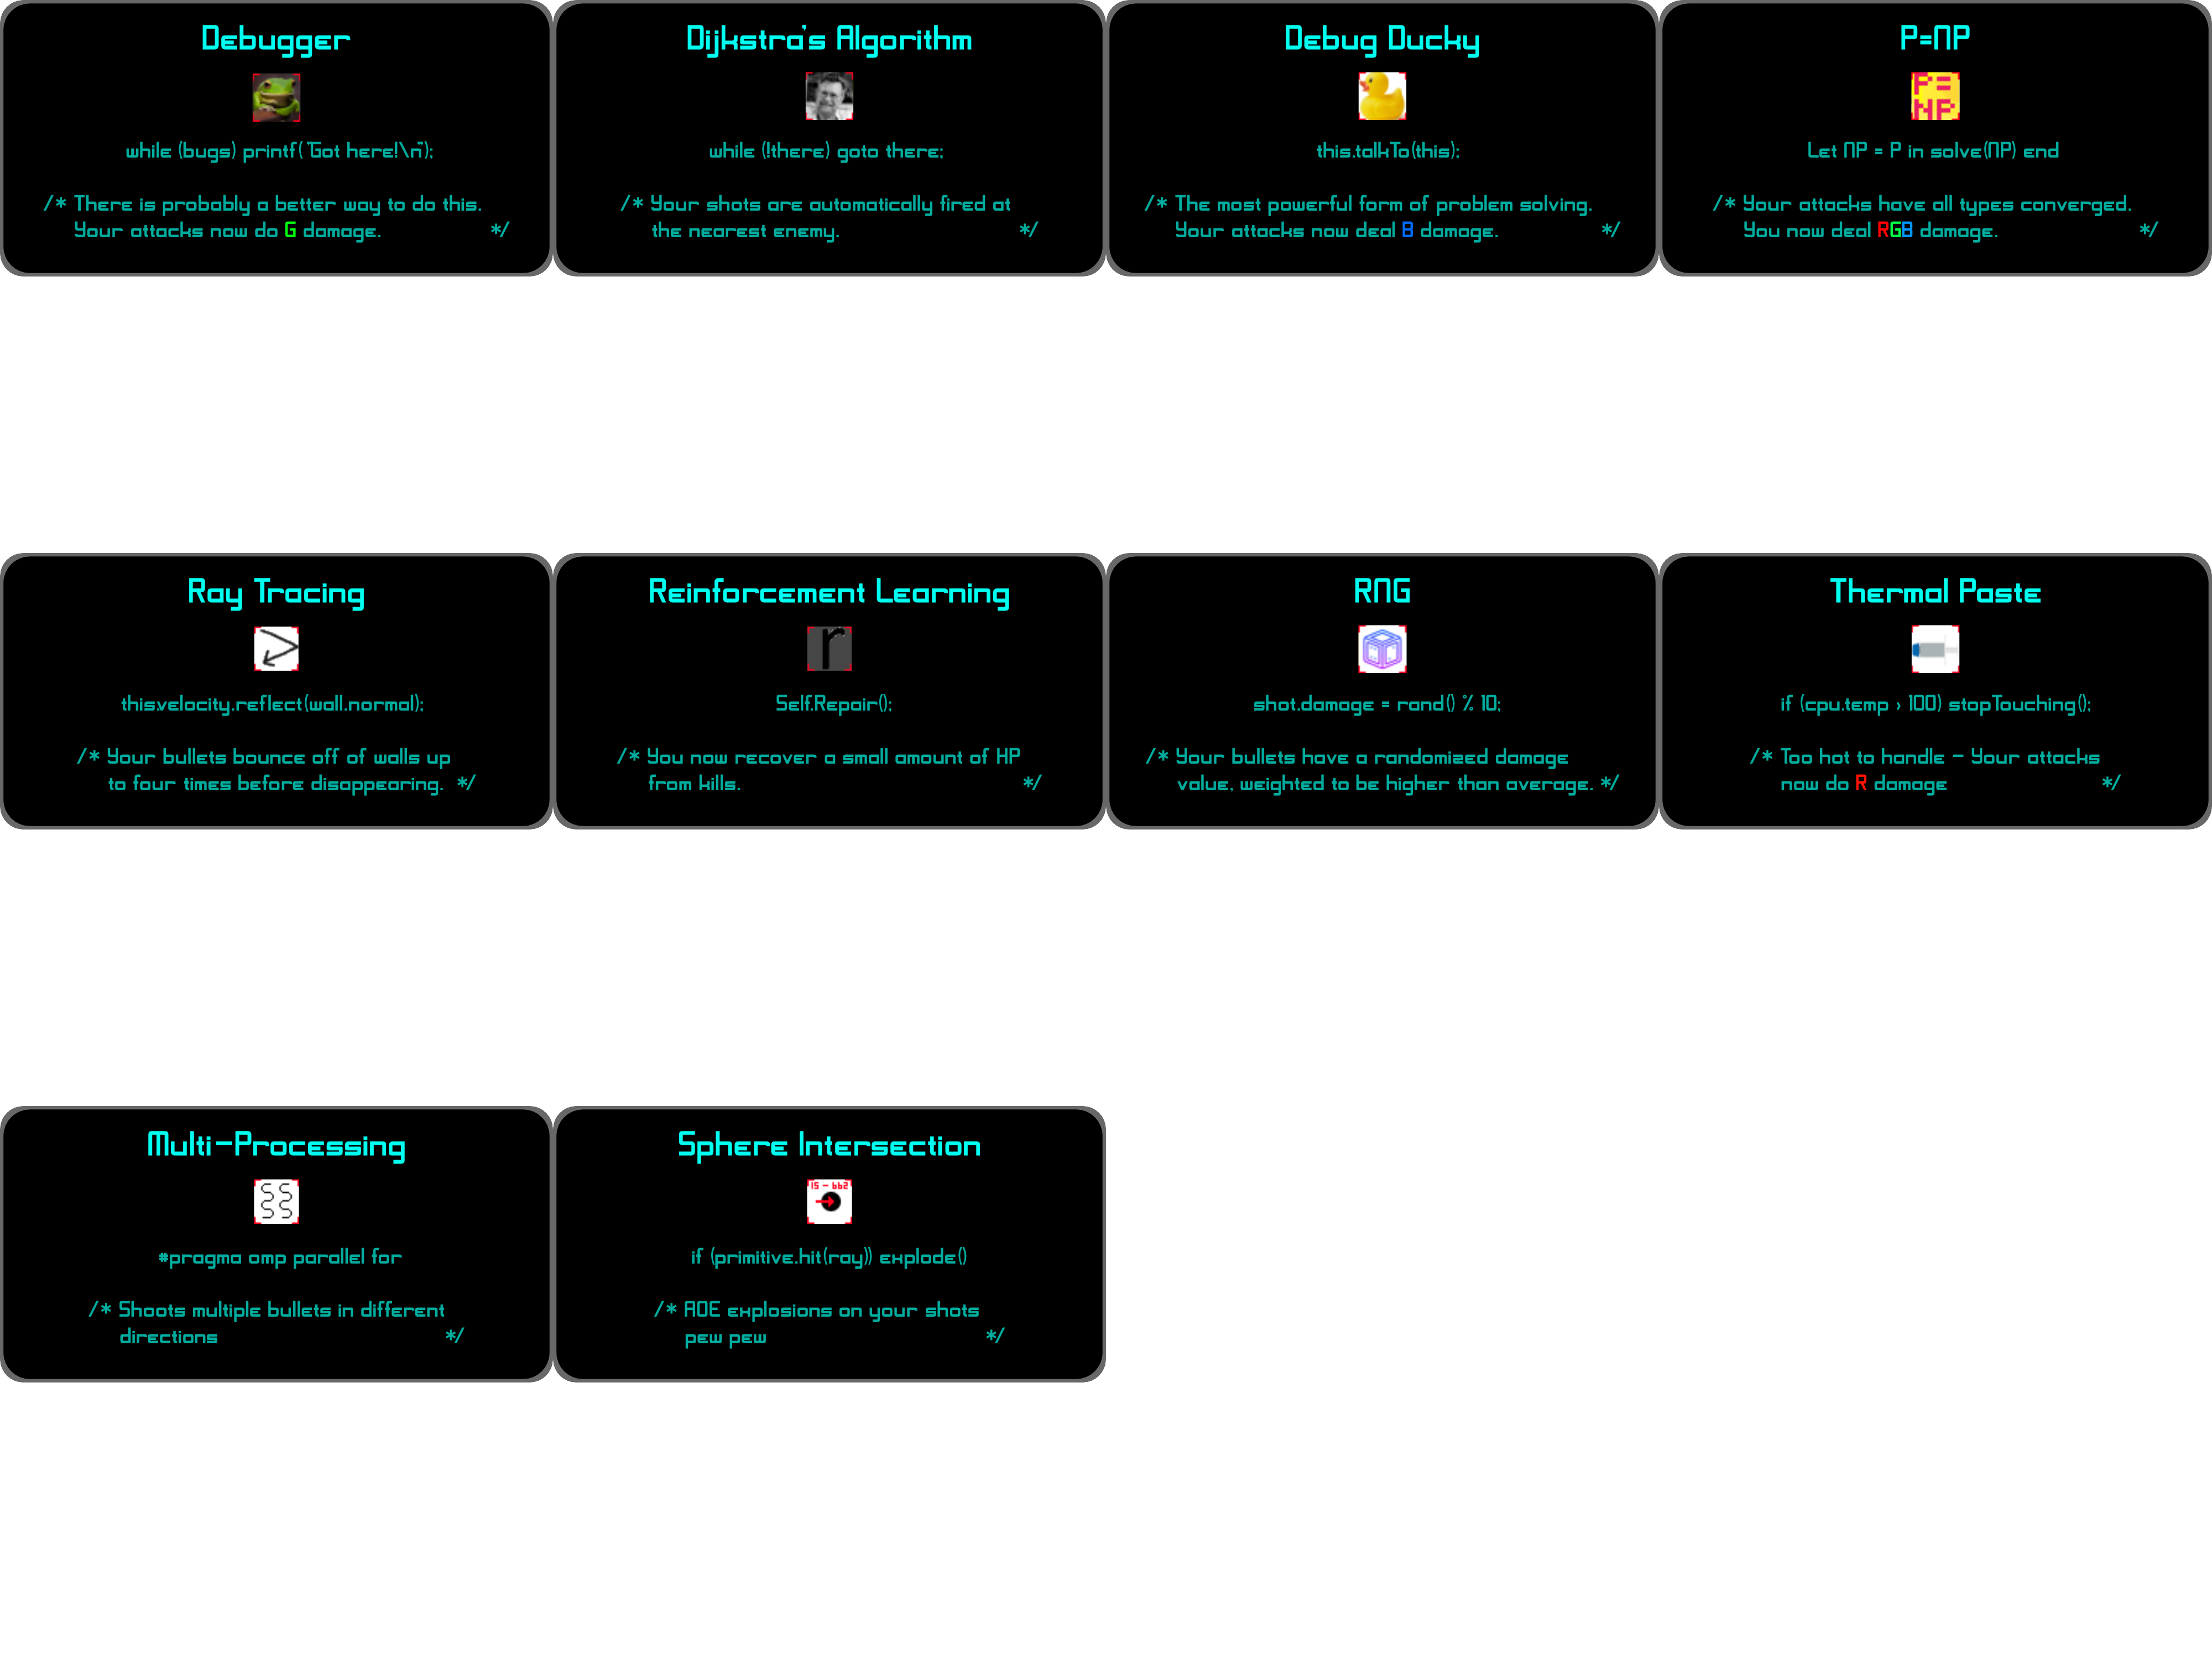 Debugger
while (bugs) printf("Got here!\n");
/* There is probably a better way to do this.
Your attacks now do G damage. */
Dijkstra's Algorithm
while (!there) goto there;
/* Your shots are automatically fired at
the nearest enemy. */
Debug Ducky
this.talkTo(this);
/* The most powerful form of problem solving.
Your attacks now deal B damage. */
P=NP
P=
NP
Let NP = P in solve(NP) end
/* Your attacks have all types converged.
You now deal RGB damage. */
Ray Tracing
this.velocity.reflect(wall.normal);
/* Your bullets bounce off of walls up
to four times before disappearing. */
Reinforcement Learning
r
Self.Repair();
/* You now recover a small amount of HP
from kills. */
RNG
shot.damage = rand() % 10;
/* Your bullets have a randomized damage
value, weighted to be higher than average. */
Thermal Paste
if (cpu.temp > 100) stopTouching();
/* Too hot to handle - Your attacks
now do R damage */
Multi-Processing
#pragma omp parallel for
/* Shoots multiple bullets in different
directions */
Sphere Intersection
15 - 662
if (primitive.hit(ray)) explode()
/* AOE explosions on your shots
pew pew */